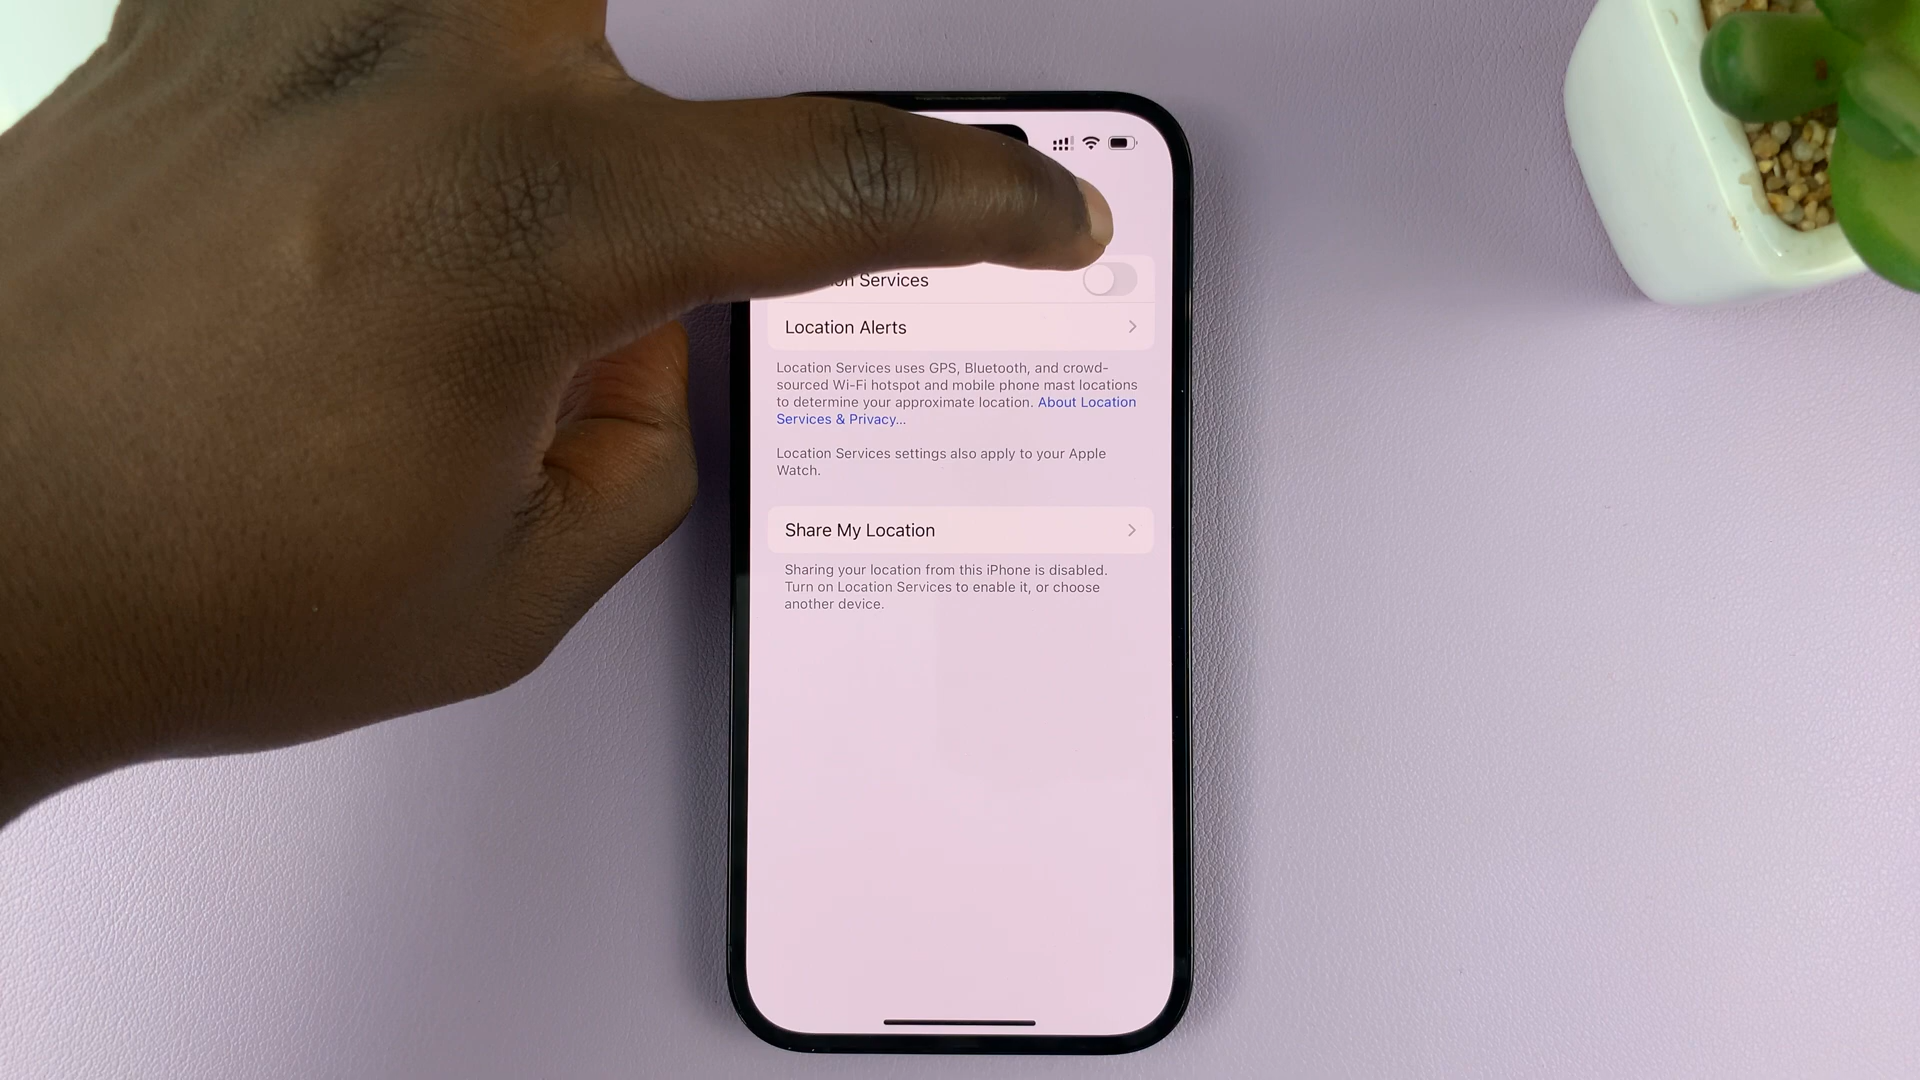 Services
Location Alerts
Location Services uses GPS, Bluetooth, and crowd-
sourced Wi-Fi hotspot and mobile phone mast locations
to determine your approximate location. About Location
Services & Privacy...
Location Services settings also apply to your Apple
Watch.
Share My Location
Sharing your location from this iPhone is disabled.
Turn on Location Services to enable it, or choose
another device.